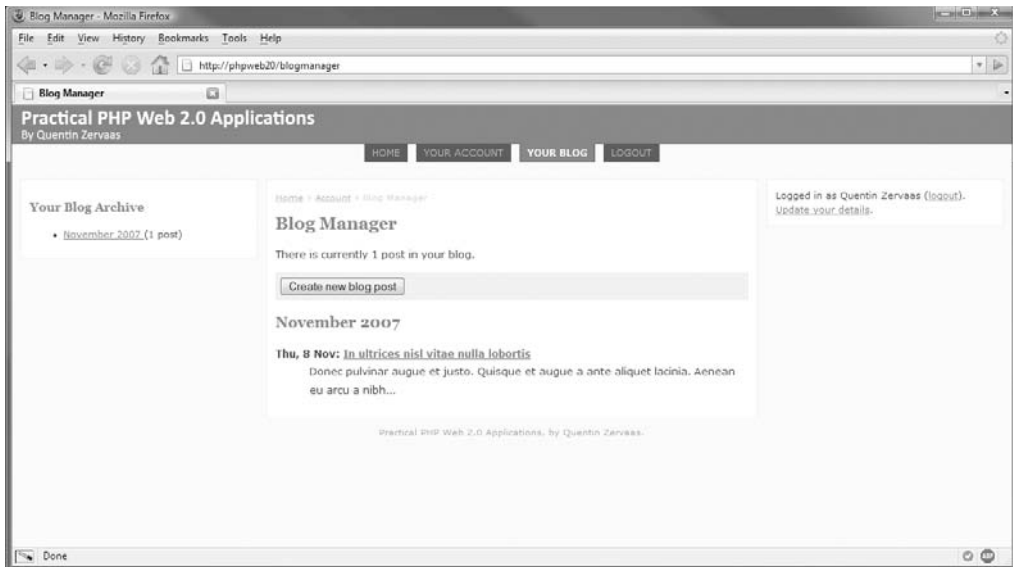 Blog Manager - Mozilla Firefox
File Edit View History Bookmarks Tools Help
http://phpweb20/blogmanager
Blog Manager
Practical PHP Web 2.0 Applications
By Quentin Zervaas
HOME YOUR ACCOUNT YOUR BLOG LOGOUT
Your Blog Archive
• November 2007 (1 post)
Home › Account › Blog Manager
Blog Manager
There is currently 1 post in your blog.
Create new blog post
November 2007
Thu, 8 Nov: In ultrices nisl vitae nulla lobortis
Donec pulvinar augue et justo. Quisque et augue a ante aliquet lacinia. Aenean
eu arcu a nibh...
Logged in as Quentin Zervaas (logout).
Update your details.
Practical PHP Web 2.0 Applications, by Quentin Zervaas.
Done
ABP